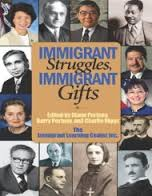 IMMIGRANT
Struggles,
IMMIGRANT
Gifts
Edited by Diane Portnoy
Barry Portnoy and Charlie Riggs
The
Immigrant Learning Center, Inc.